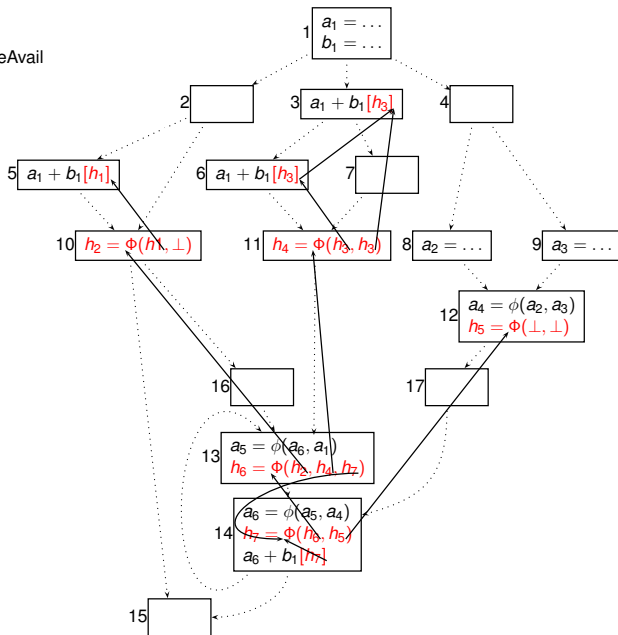 1 a₁ = …
b₁ = …
eAvail
2
3 a₁ + b₁[h₃]
4
5 a₁ + b₁[h₁]
6 a₁ + b₁[h₃]
7
10 h₂ = Φ(h1, ⊥)
11 h₄ = Φ(h₃, h₃)
8 a₂ = …
9 a₃ = …
12 a₄ = ϕ(a₂, a₃)
h₅ = Φ(⊥, ⊥)
16
17
13 a₅ = ϕ(a₆, a₁)
h₆ = Φ(h₂, h₄, h₇)
14 a₆ = ϕ(a₅, a₄)
h₇ = Φ(h₆, h₅)
a₆ + b₁[h₇]
15